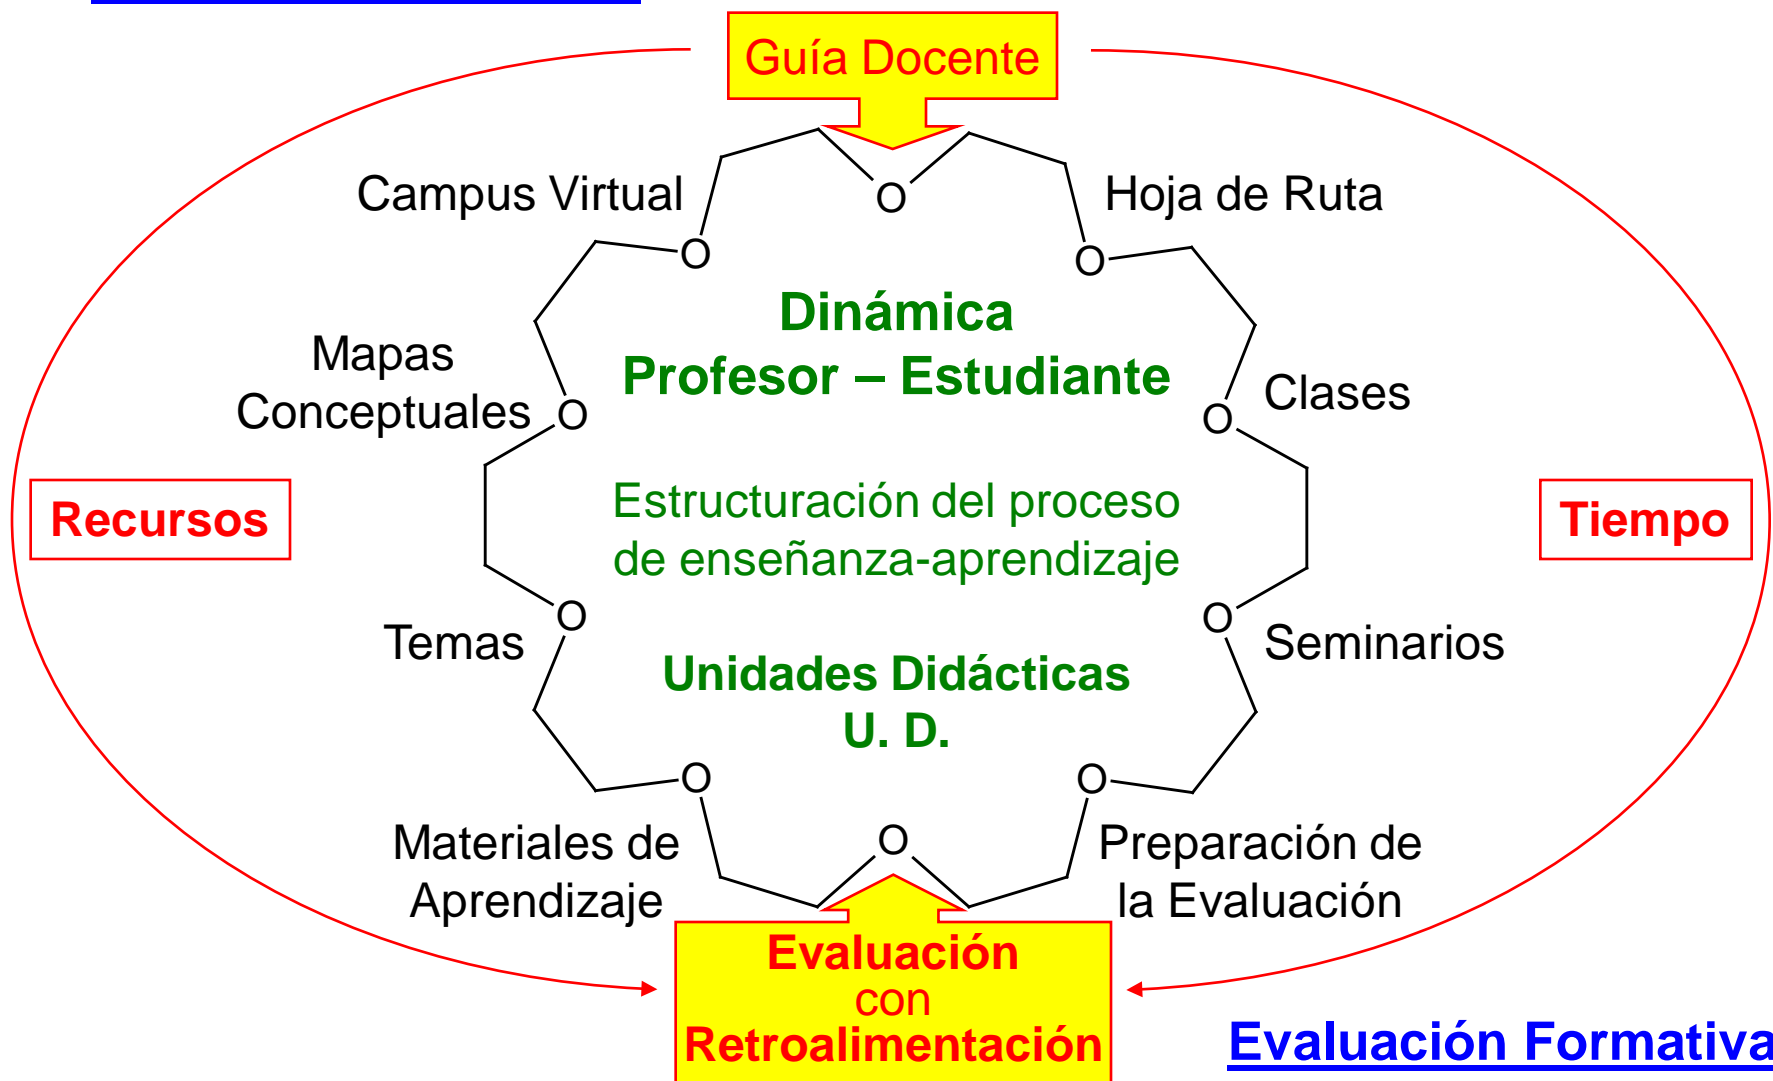 Guía Docente
Campus Virtual
Hoja de Ruta
O
O
O
Dinámica
Profesor – Estudiante
Mapas
Conceptuales
O
O
Clases
Estructuración del proceso
de enseñanza-aprendizaje
Recursos
Tiempo
Temas
O
O
Seminarios
Unidades Didácticas
U. D.
O
O
O
Materiales de
Aprendizaje
Preparación de
la Evaluación
Evaluación
con
Retroalimentación
Evaluación Formativa